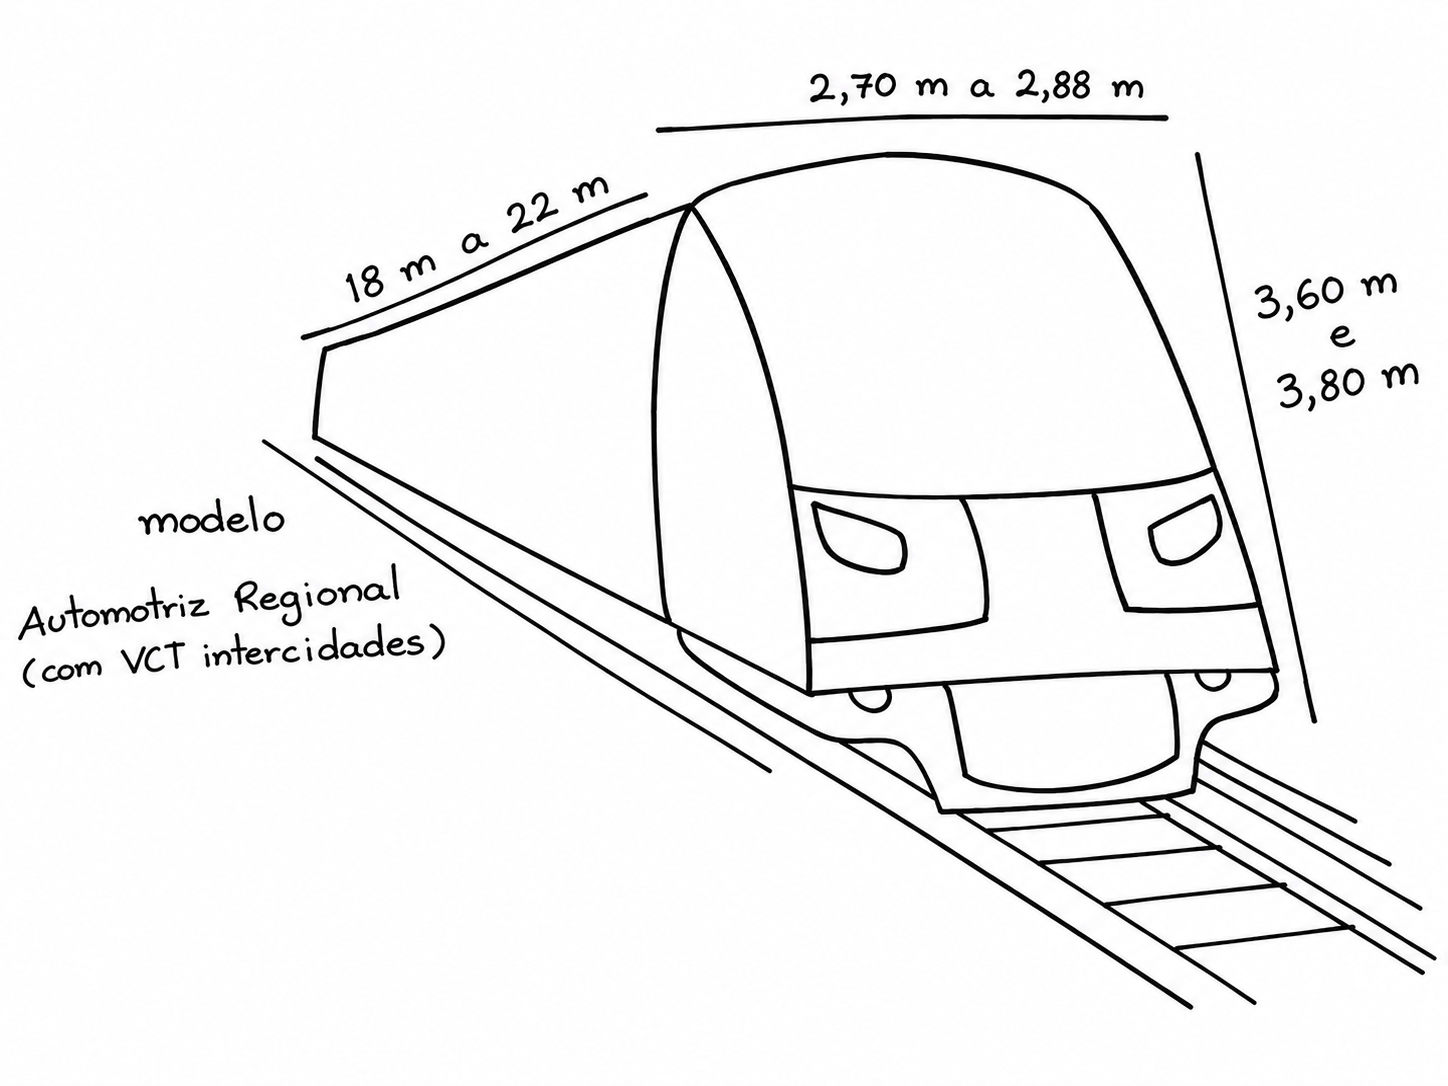 2,70 m a 2,88 m
18 m a 22 m
3,60 m
e
3,80 m
modelo
Automotriz Regional
(com VCT intercidades)